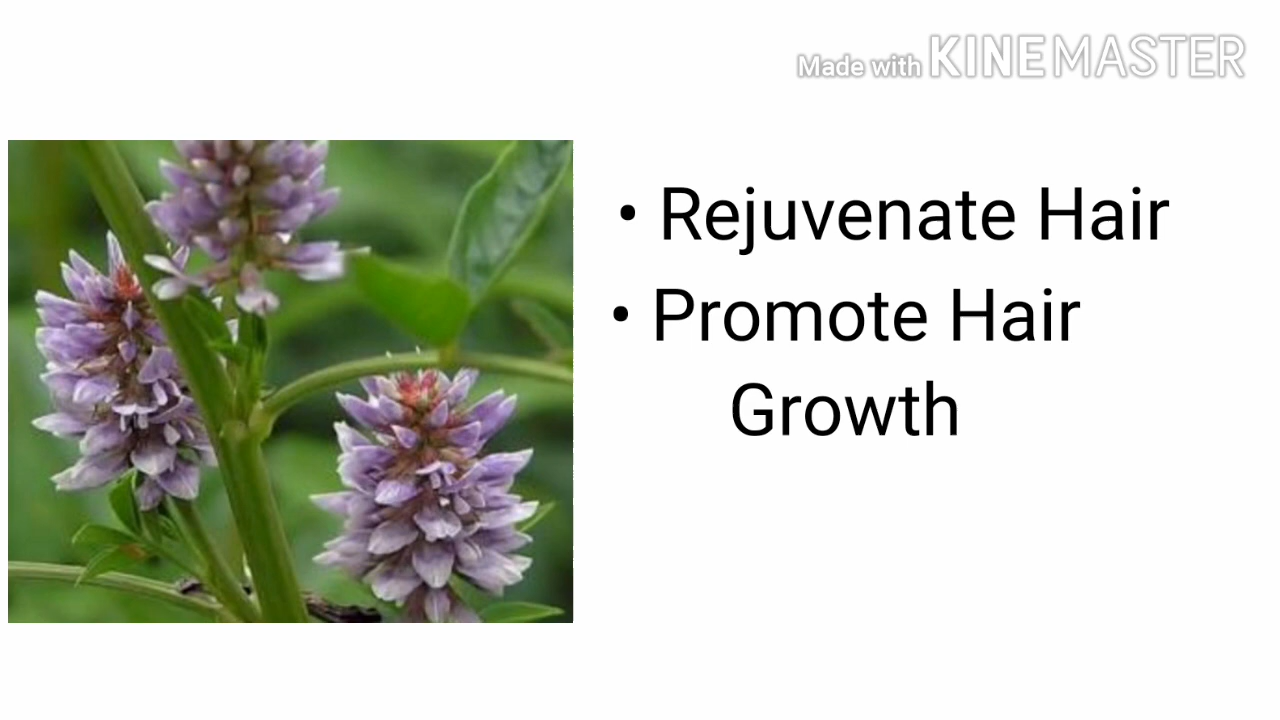 Made with KINEMASTER
• Rejuvenate Hair
• Promote Hair
Growth